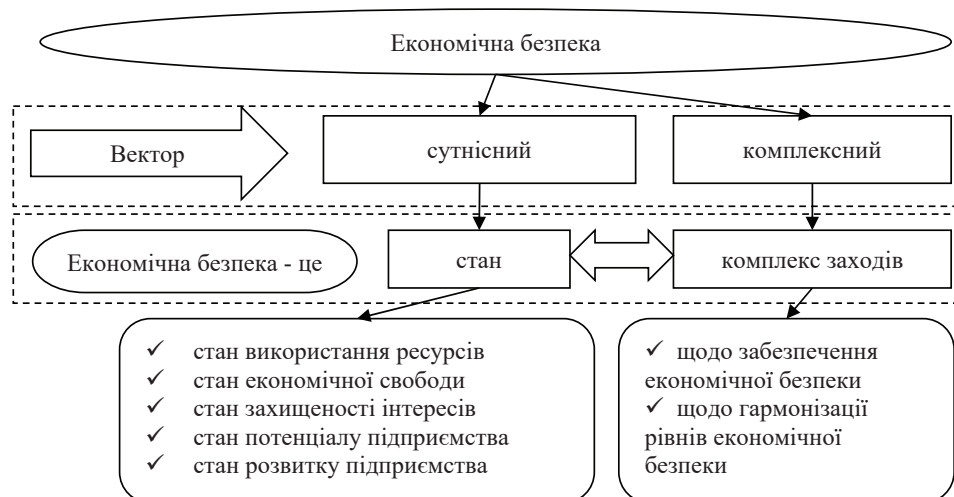 Економічна безпека
Вектор
сутнісний
комплексний
Економічна безпека - це
стан
комплекс заходів
✓ стан використання ресурсів
✓ стан економічної свободи
✓ стан захищеності інтересів
✓ стан потенціалу підприємства
✓ стан розвитку підприємства
✓ щодо забезпечення
економічної безпеки
✓ щодо гармонізації
рівнів економічної
безпеки